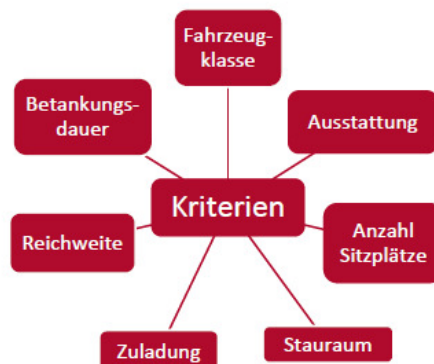 Fahrzeug-
klasse
Betankungs-
dauer
Ausstattung
Kriterien
Reichweite
Anzahl
Sitzplätze
Zuladung
Stauraum